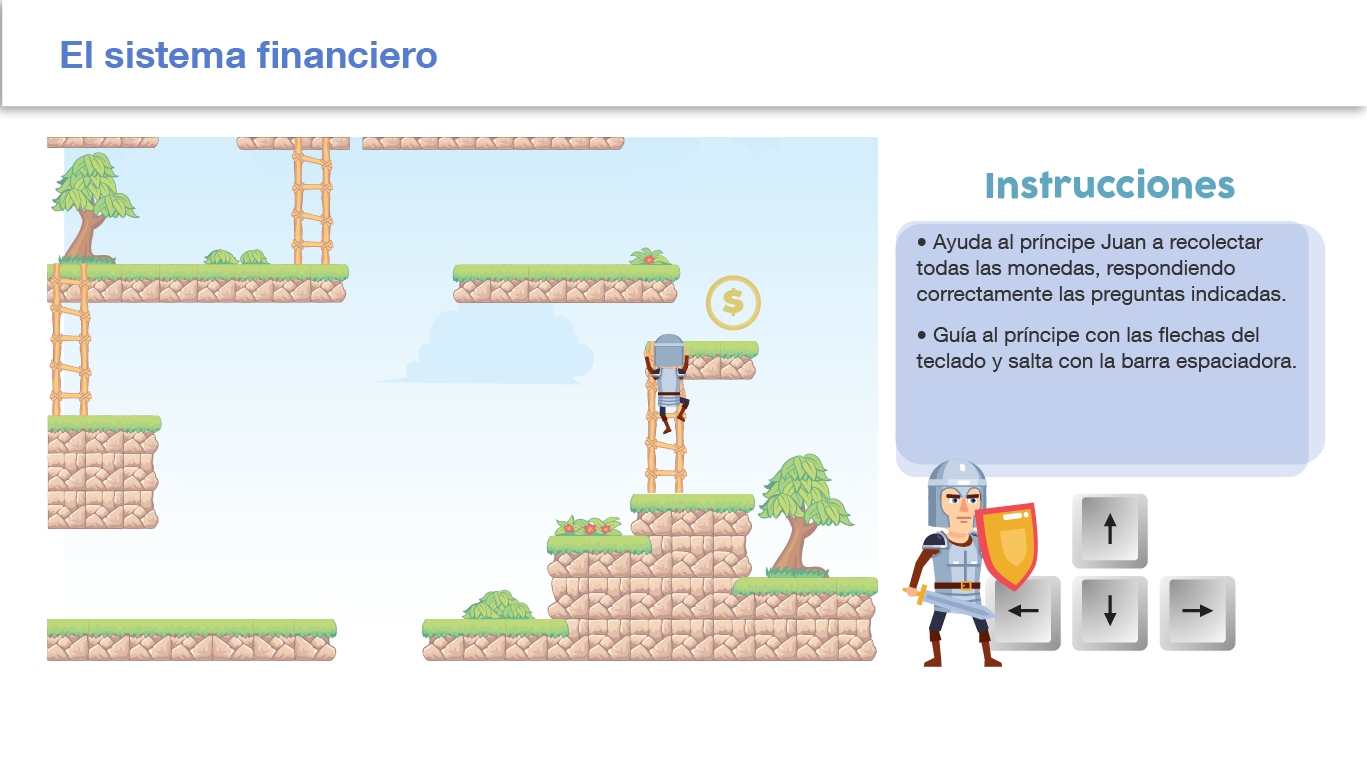 El sistema financiero
Instrucciones
• Ayuda al príncipe Juan a recolectar
todas las monedas, respondiendo
correctamente las preguntas indicadas.
• Guía al príncipe con las flechas del
teclado y salta con la barra espaciadora.
$